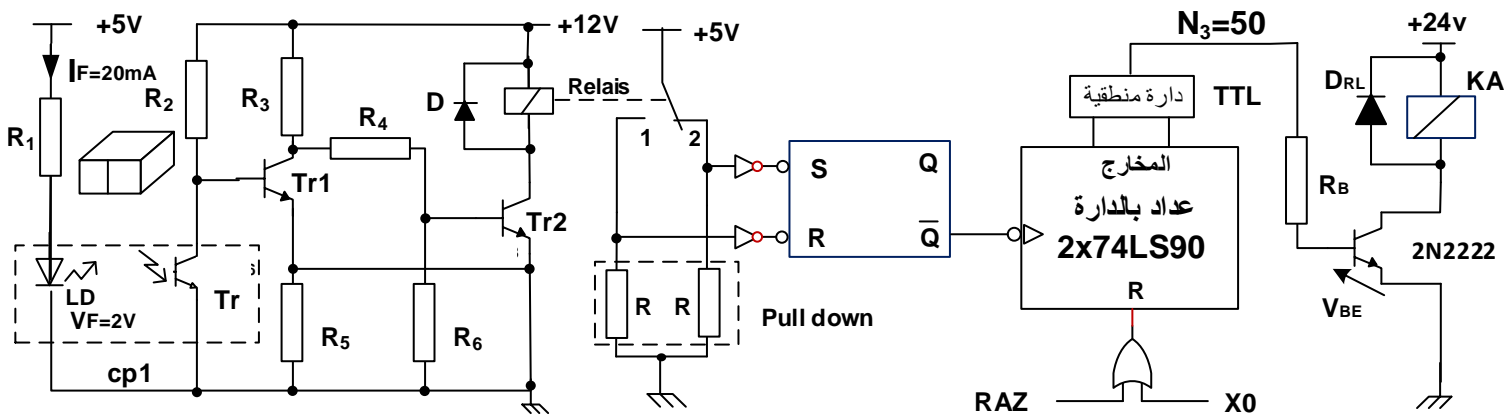 +5V
+12V
+5V
N3=50
+24v
IF=20mA
R1
R2
R3
R4
D
Relais
دارة منطقية
TTL
DRL
KA
1
2
Tr1
Tr2
S
Q
R
Q̅
المخارج
عداد بالدارة
2x74LS90
R
RB
2N2222
VBE
LD
VF=2V
Tr
s
R5
R6
R
R
Pull down
cp1
RAZ
X0